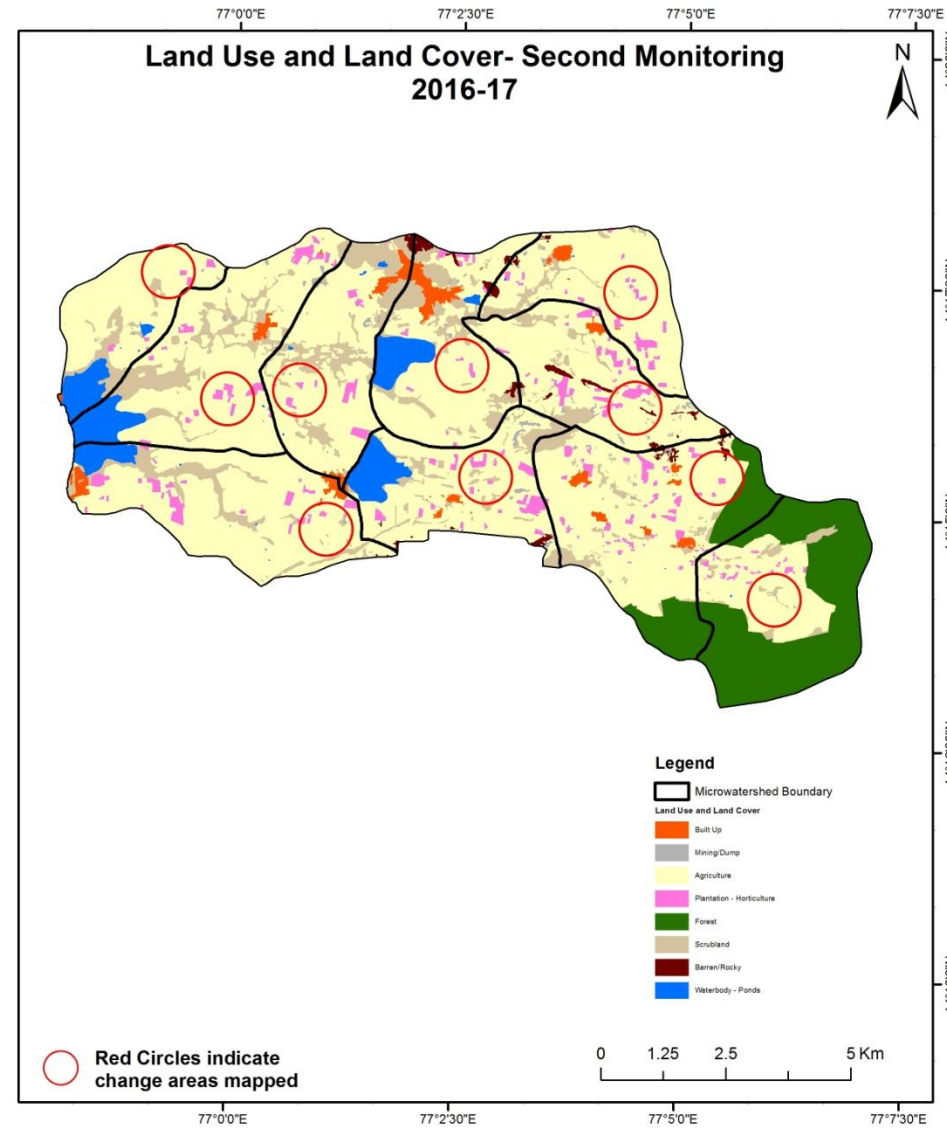 77°0'0"E 77°2'30"E 77°5'0"E 77°7'30"E
Land Use and Land Cover- Second Monitoring
2016-17
N
Legend
Microwatershed Boundary
Land Use and Land Cover
Built Up
Mining/Dump
Agriculture
Plantation - Horticulture
Forest
Scrubland
Barren/Rocky
Waterbody - Ponds
Red Circles indicate
change areas mapped
0 1.25 2.5 5 Km
77°0'0"E 77°2'30"E 77°5'0"E 77°7'30"E